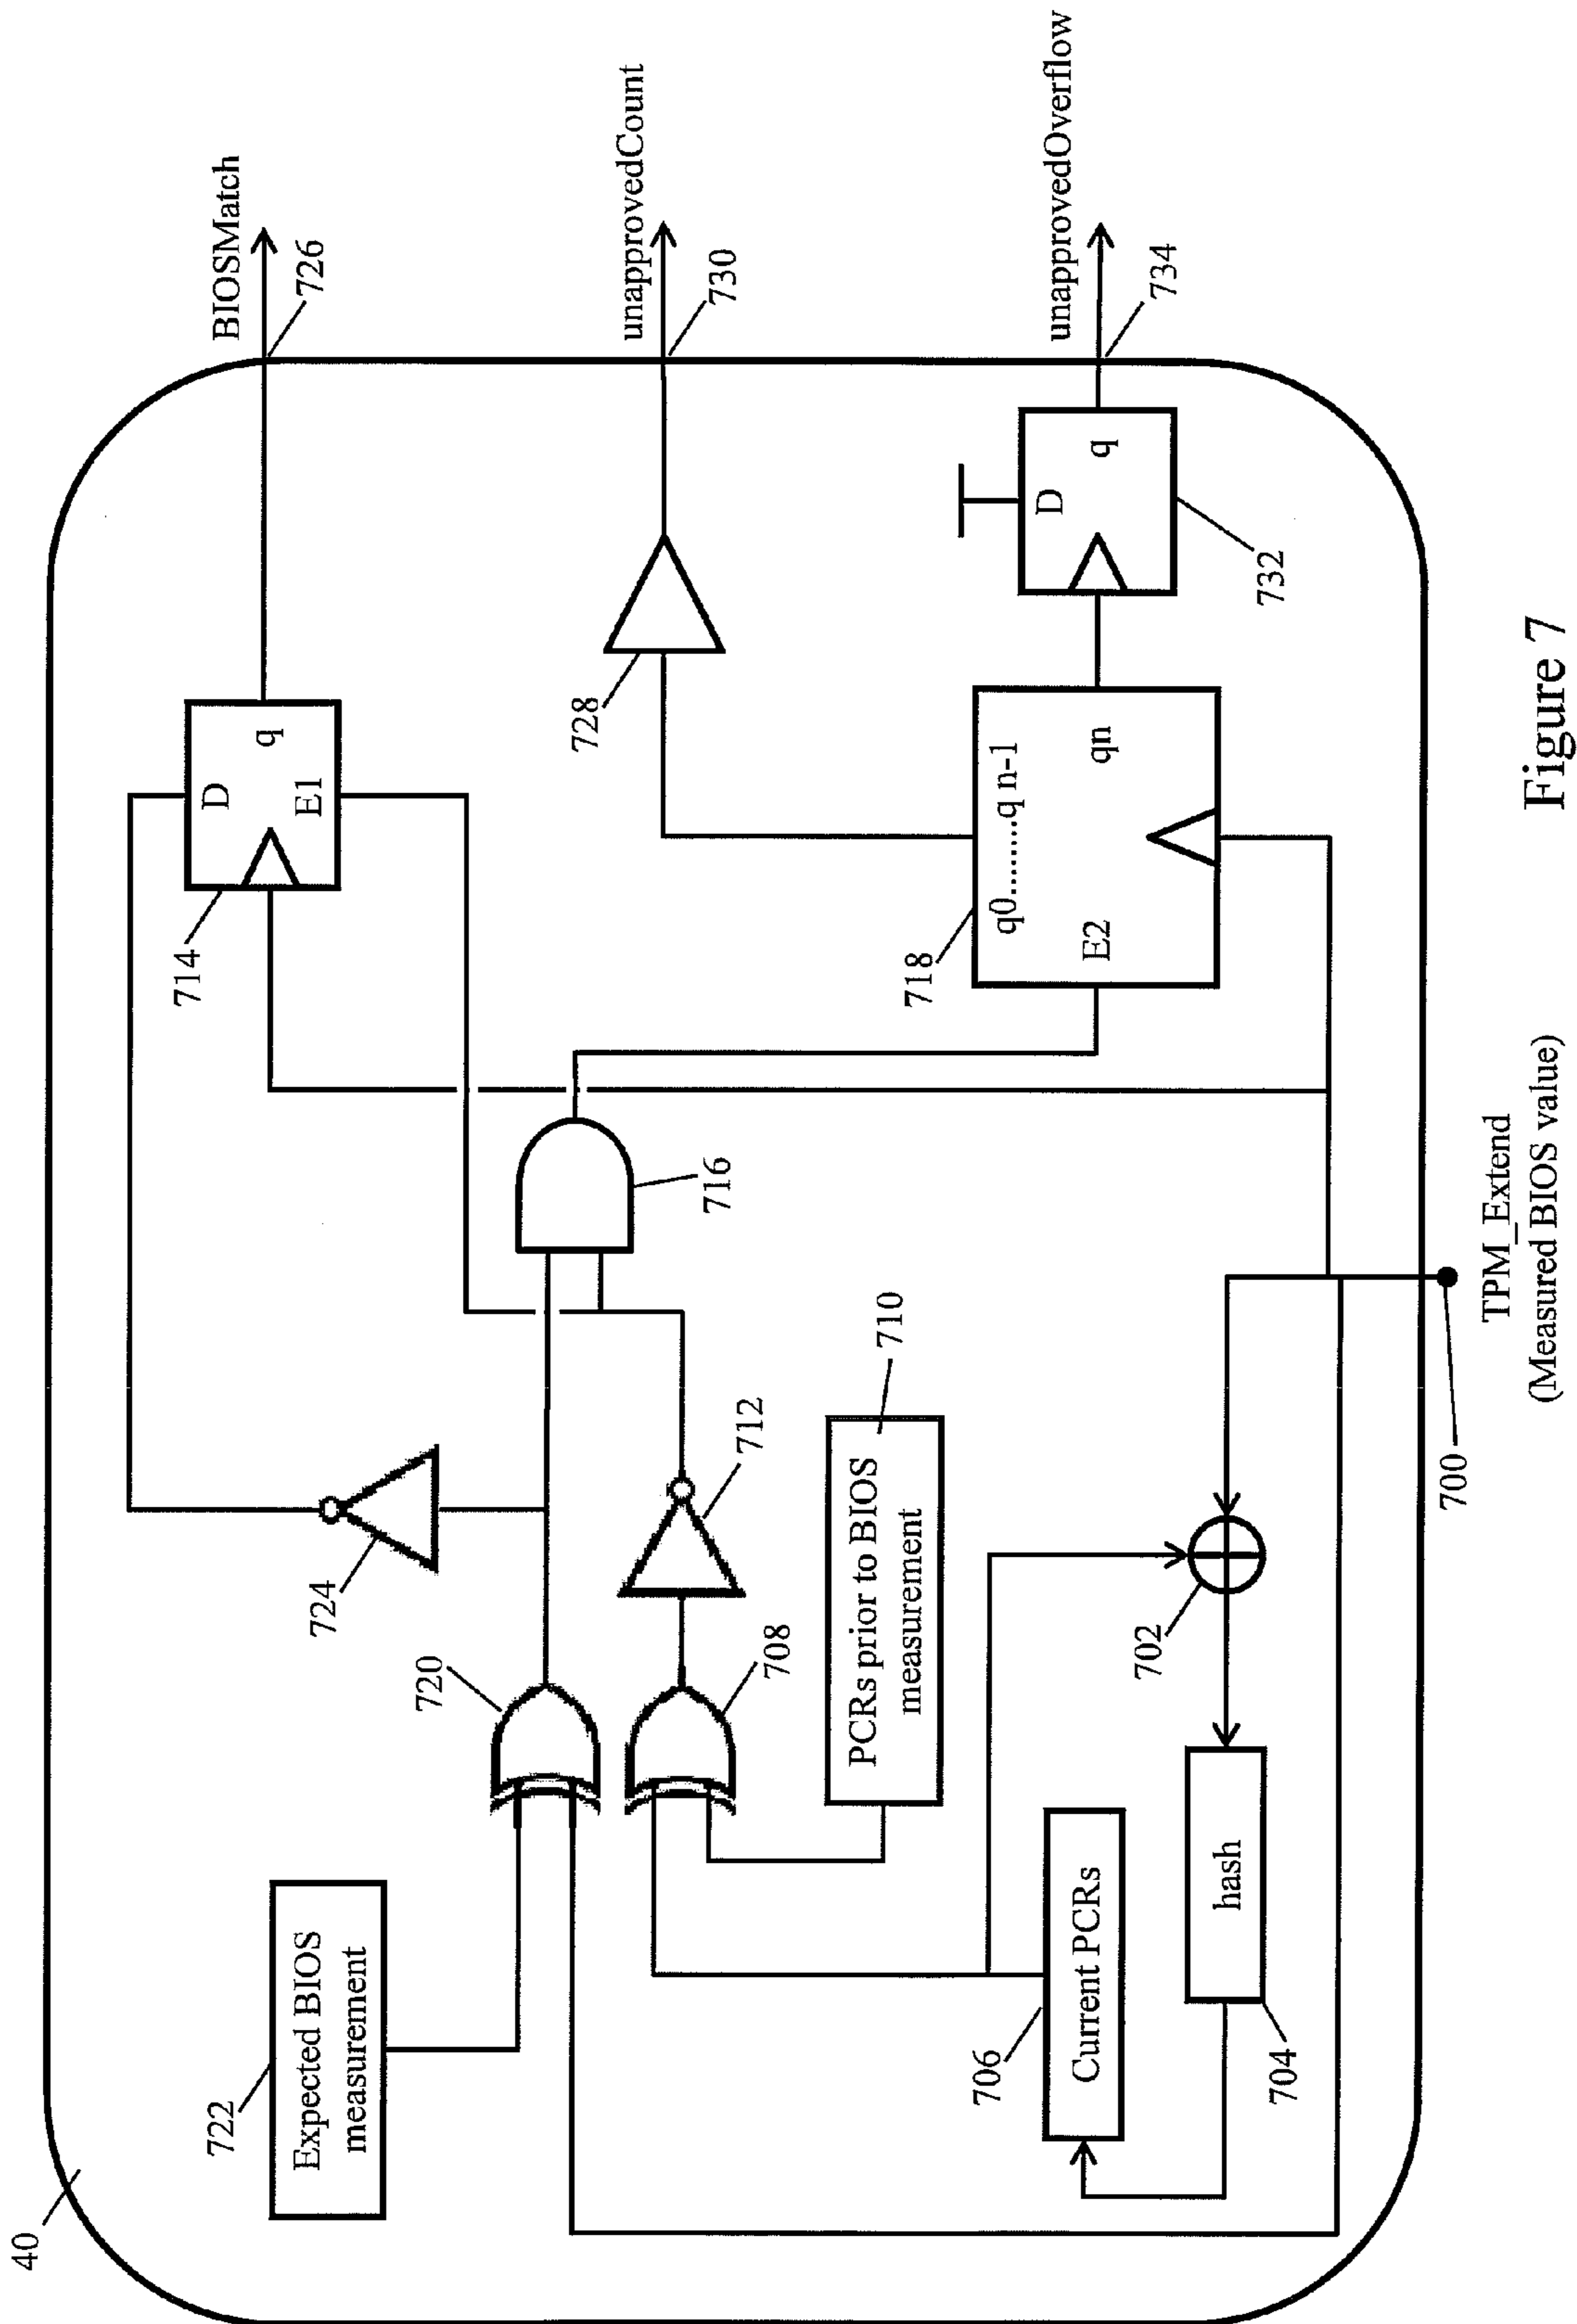 40
722
Expected BIOS
measurement
724
720
708
712
PCRs prior to BIOS
measurement
710
706
Current PCRs
704
hash
702
716
714
D
q
E1
718
q0........q n-1
qn
E2
728
D
q
732
BIOSMatch
726
unapprovedCount
730
unapprovedOverflow
734
700
TPM_Extend
(Measured BIOS value)
Figure 7